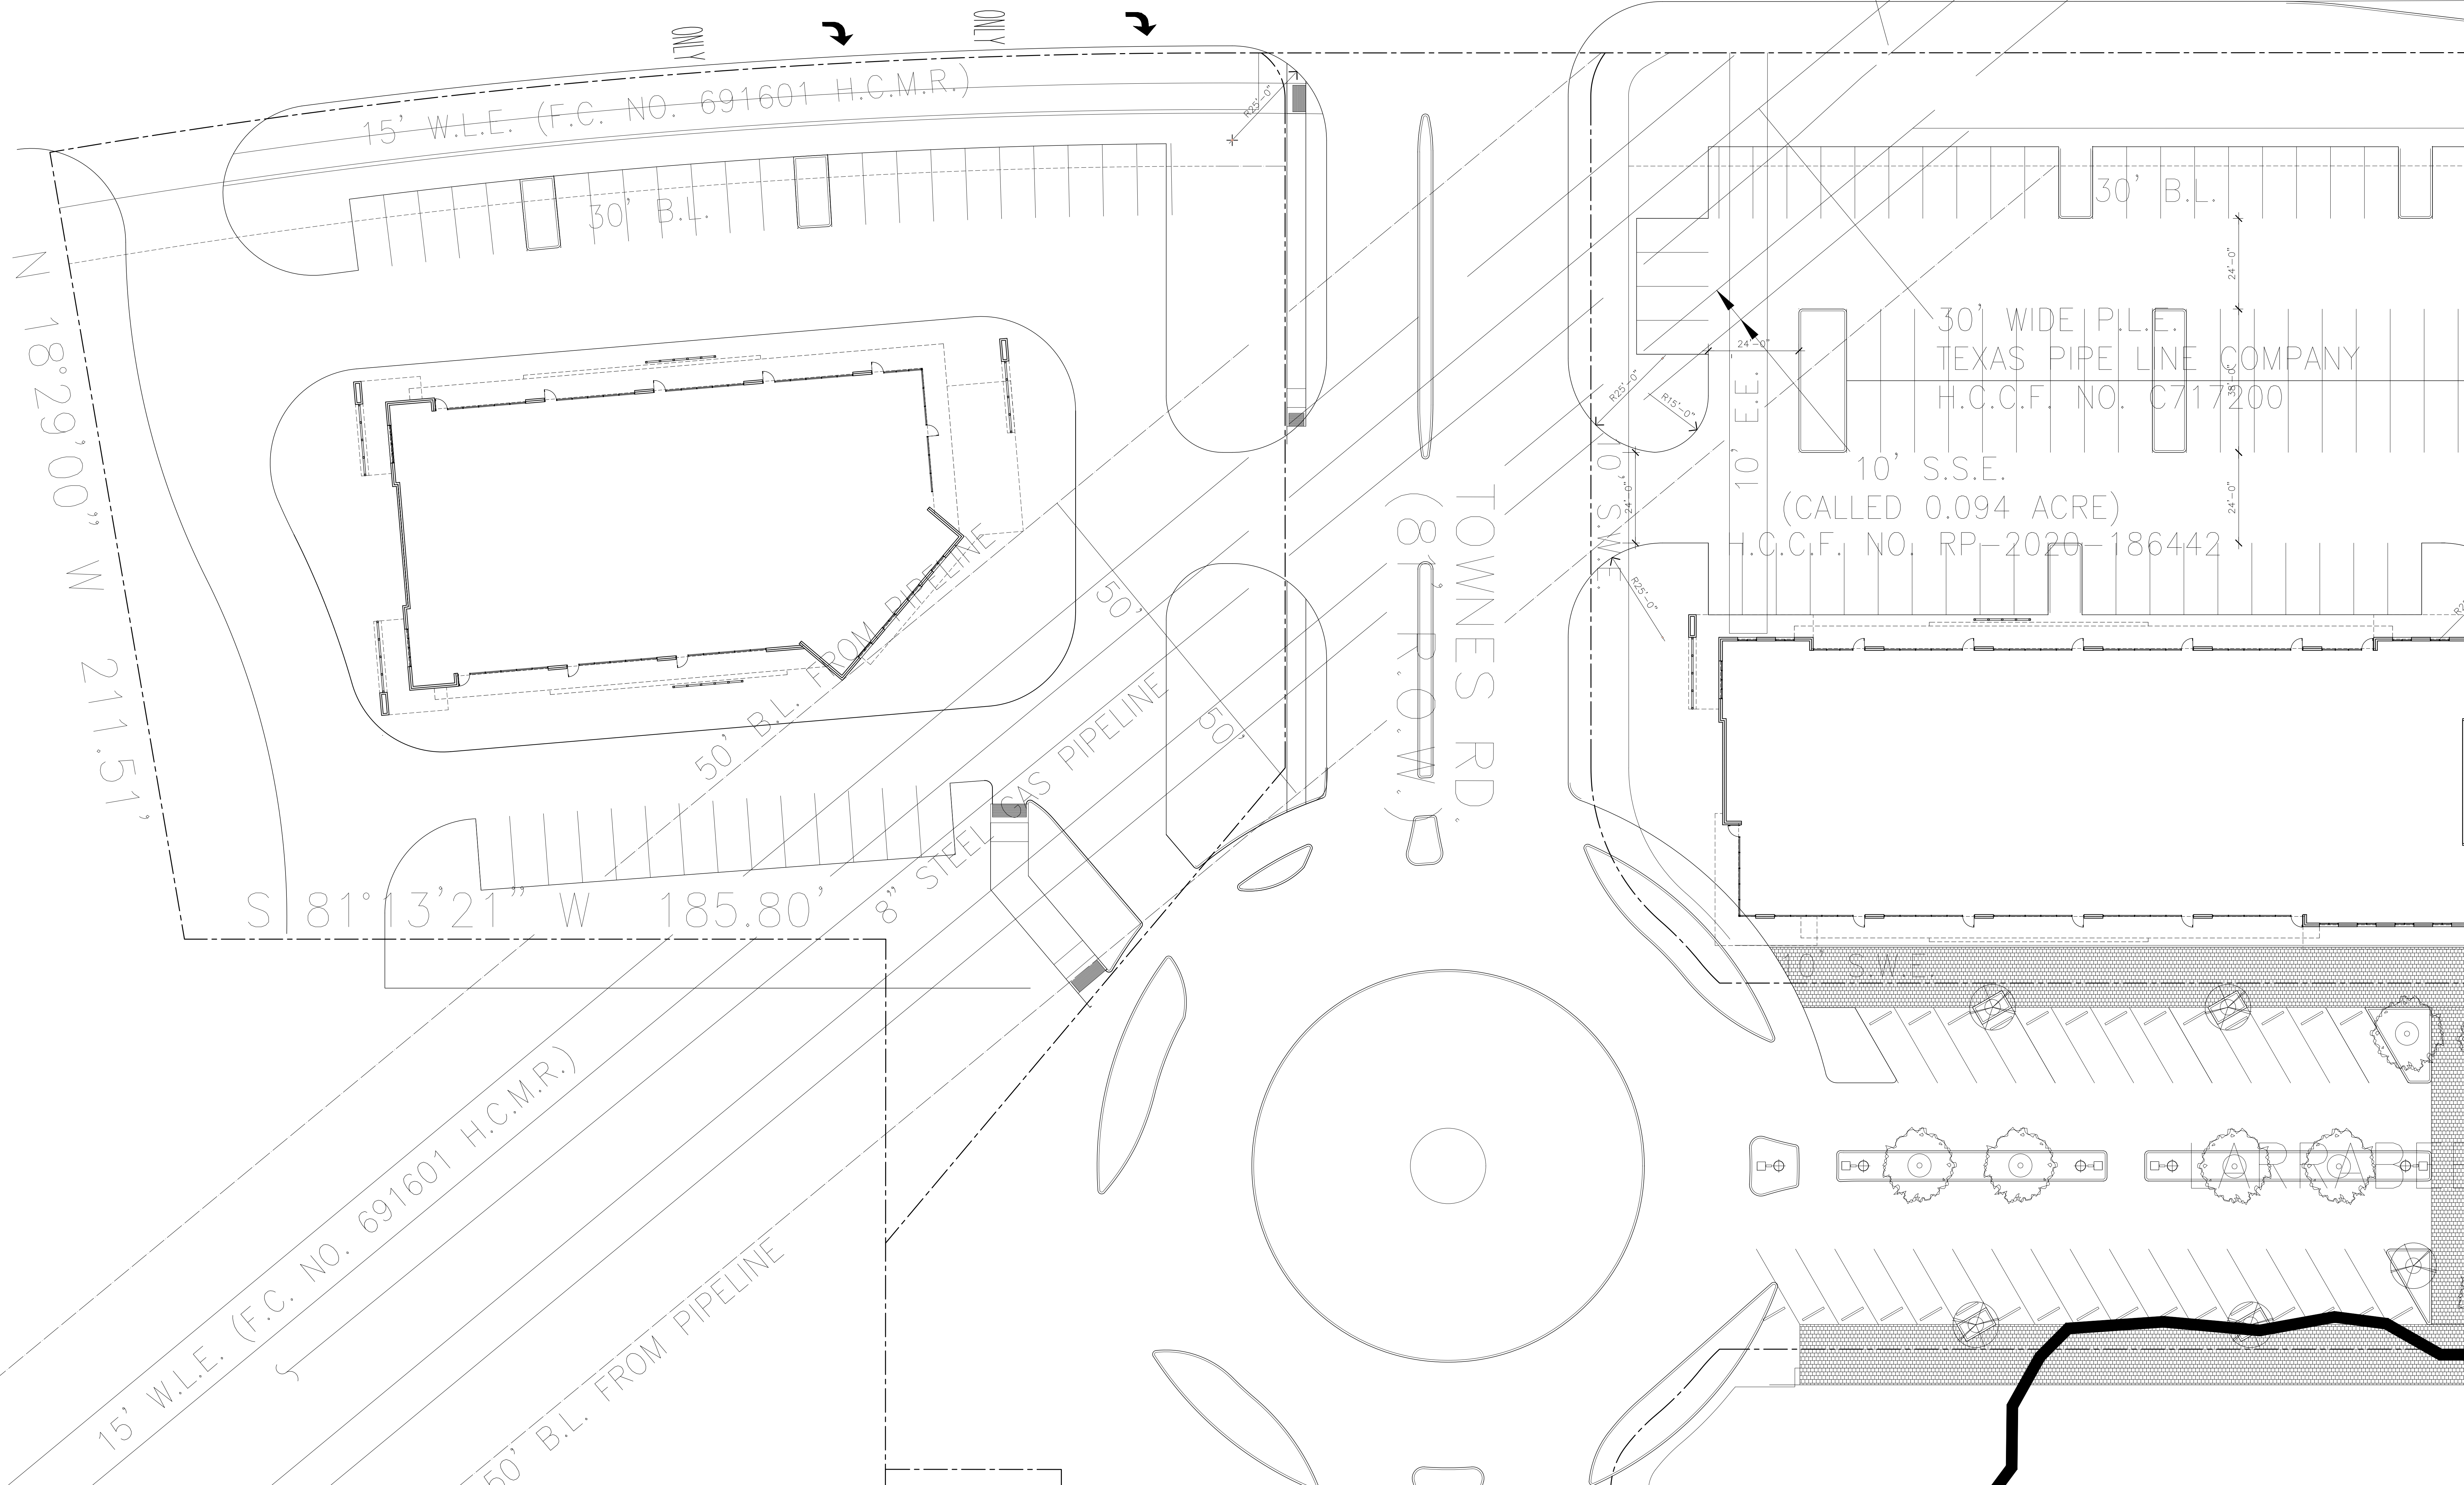 ONLY
ONLY
15' W.L.E. (F.C. NO. 691601 H.C.M.R.)
R25'-0"
30' B.L.
30' B.L.
N 18°29'00" W 211.51'
24'-0"
30' WIDE P.L.E.
TEXAS PIPE LINE COMPANY
H.C.C.F. NO. C717200
24'-0"
38'-0"
R25'-0"
R15'-0"
10' E.E.
10' S.S.E.
(CALLED 0.094 ACRE)
H.C.C.F. NO. RP-2020-186442
10' S.W.E.
24'-0"
24'-0"
R25'-0"
TOWNES RD.
(81' R.O.W.)
50' B.L. FROM PIPELINE
50'
50'
8" STEEL GAS PIPELINE
S 81°13'21" W 185.80'
10' S.W.E.
15' W.L.E. (F.C. NO. 691601 H.C.M.R.)
50' B.L. FROM PIPELINE